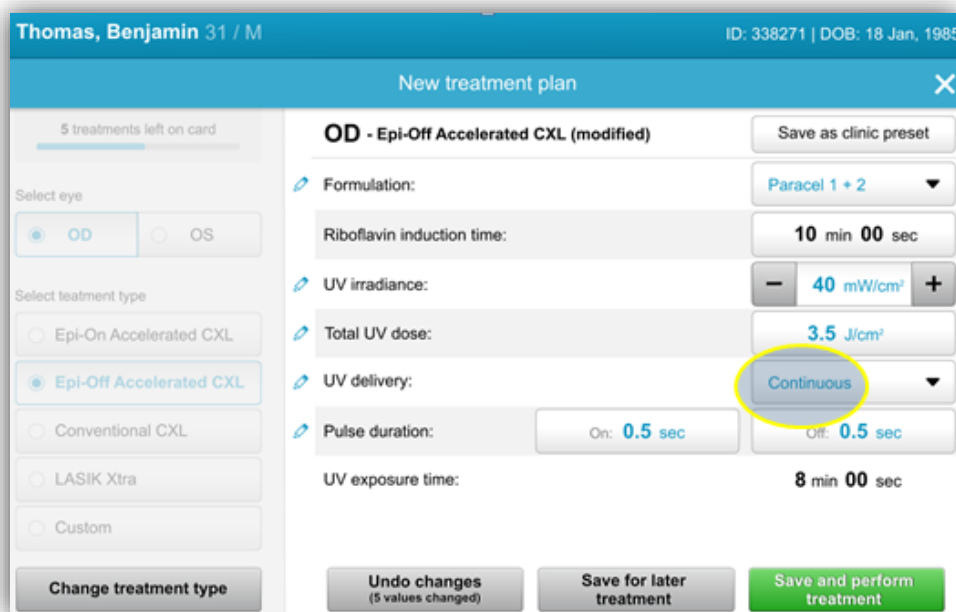 Thomas, Benjamin 31 / M
ID: 338271 | DOB: 18 Jan, 1985
New treatment plan
5 treatments left on card
Select eye
OD
OS
Select teatment type
Epi-On Accelerated CXL
Epi-Off Accelerated CXL
Conventional CXL
LASIK Xtra
Custom
Change treatment type
OD - Epi-Off Accelerated CXL (modified)
Save as clinic preset
Formulation: Paracel 1 + 2
Riboflavin induction time: 10 min 00 sec
UV irradiance: − 40 mW/cm² +
Total UV dose: 3.5 J/cm²
UV delivery: Continuous
Pulse duration: On: 0.5 sec Off: 0.5 sec
UV exposure time: 8 min 00 sec
Undo changes
(5 values changed)
Save for later
treatment
Save and perform
treatment